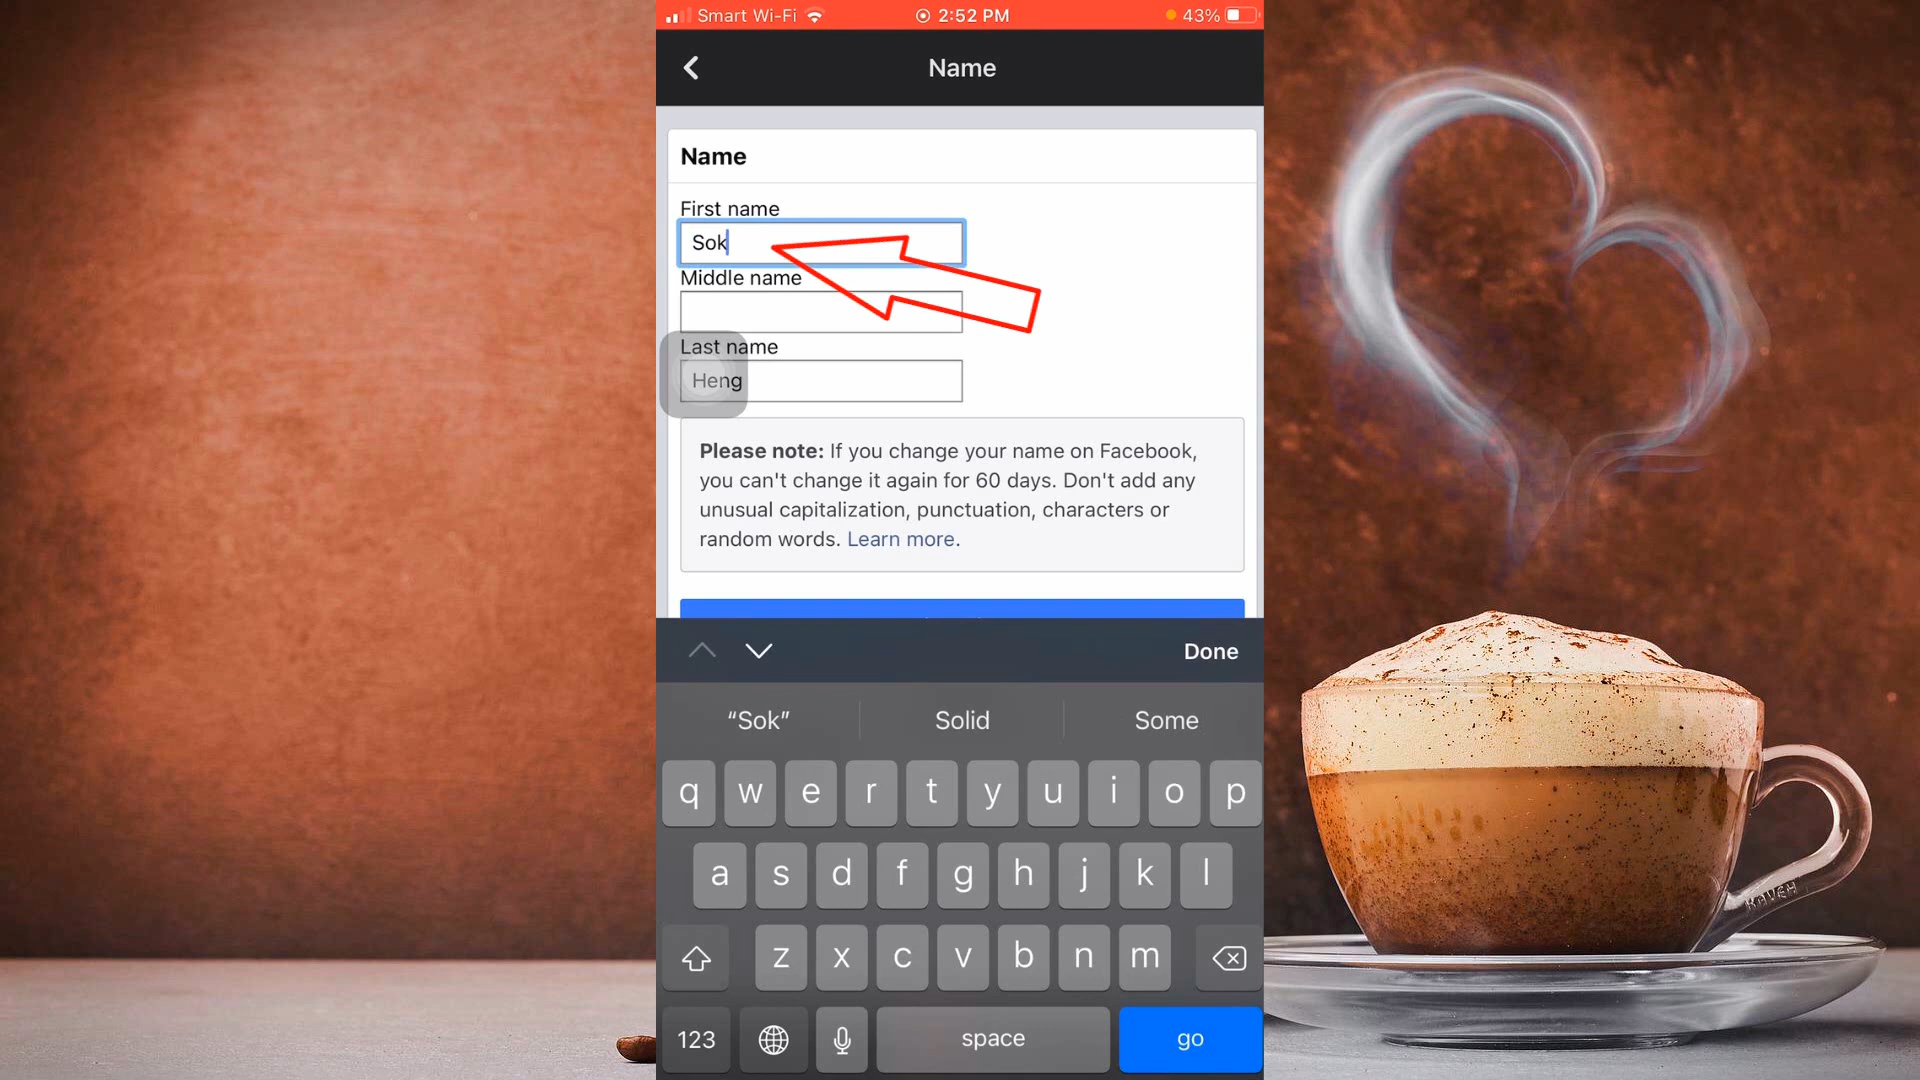 Smart Wi-Fi 2:52 PM 43%
Name
Name
First name
Sok
Middle name
Last name
Heng
Please note: If you change your name on Facebook,
you can't change it again for 60 days. Don't add any
unusual capitalization, punctuation, characters or
random words. Learn more.
Done
“Sok” Solid Some
q w e r t y u i o p
a s d f g h j k l
z x c v b n m
123 space go
KAVEH